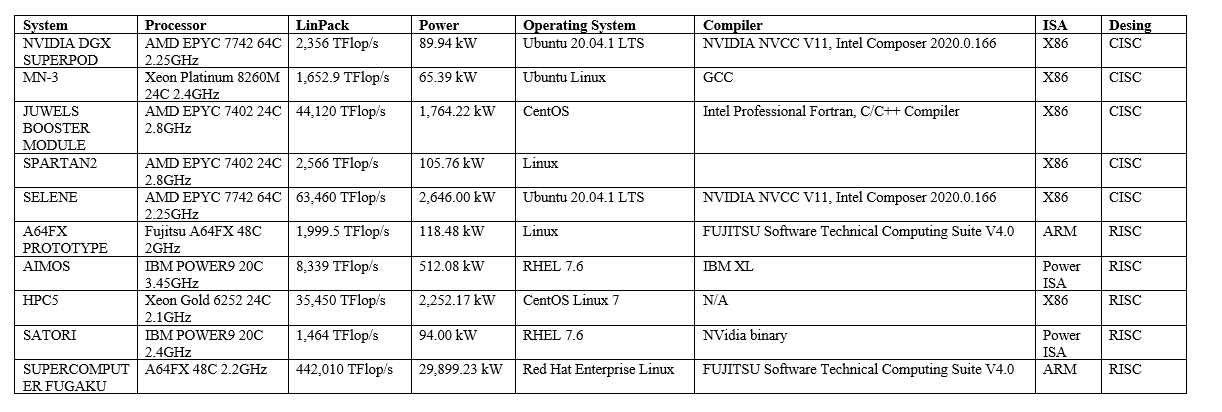 System Processor LinPack Power Operating System Compiler ISA Desing
NVIDIA DGX AMD EPYC 7742 64C 2,356 TFlop/s 89.94 kW Ubuntu 20.04.1 LTS NVIDIA NVCC V11, Intel Composer 2020.0.166 X86 CISC
SUPERPOD 2.25GHz
MN-3 Xeon Platinum 8260M 1,652.9 TFlop/s 65.39 kW Ubuntu Linux GCC X86 CISC
24C 2.4GHz
JUWELS AMD EPYC 7402 24C 44,120 TFlop/s 1,764.22 kW CentOS Intel Professional Fortran, C/C++ Compiler X86 CISC
BOOSTER 2.8GHz
MODULE
SPARTAN2 AMD EPYC 7402 24C 2,566 TFlop/s 105.76 kW Linux X86 CISC
2.8GHz
SELENE AMD EPYC 7742 64C 63,460 TFlop/s 2,646.00 kW Ubuntu 20.04.1 LTS NVIDIA NVCC V11, Intel Composer 2020.0.166 X86 CISC
2.25GHz
A64FX Fujitsu A64FX 48C 1,999.5 TFlop/s 118.48 kW Linux FUJITSU Software Technical Computing Suite V4.0 ARM RISC
PROTOTYPE 2GHz
AIMOS IBM POWER9 20C 8,339 TFlop/s 512.08 kW RHEL 7.6 IBM XL Power RISC
3.45GHz ISA
HPC5 Xeon Gold 6252 24C 35,450 TFlop/s 2,252.17 kW CentOS Linux 7 N/A X86 RISC
2.1GHz
SATORI IBM POWER9 20C 1,464 TFlop/s 94.00 kW RHEL 7.6 NVidia binary Power RISC
2.4GHz ISA
SUPERCOMPUT A64FX 48C 2.2GHz 442,010 TFlop/s 29,899.23 kW Red Hat Enterprise Linux FUJITSU Software Technical Computing Suite V4.0 ARM RISC
ER FUGAKU